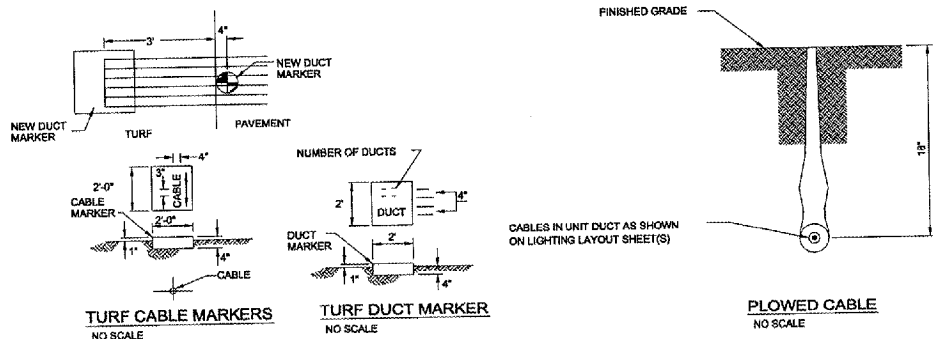 3'
4"
NEW DUCT
MARKER
NEW DUCT
MARKER
TURF
PAVEMENT
4"
3"
CABLE
2'-0"
CABLE
MARKER
2'-0"
1"
4"
CABLE
TURF CABLE MARKERS
NO SCALE
NUMBER OF DUCTS
2'
DUCT
4"
DUCT
MARKER
2'
1"
4"
TURF DUCT MARKER
NO SCALE
FINISHED GRADE
18"
CABLES IN UNIT DUCT AS SHOWN
ON LIGHTING LAYOUT SHEET(S)
PLOWED CABLE
NO SCALE